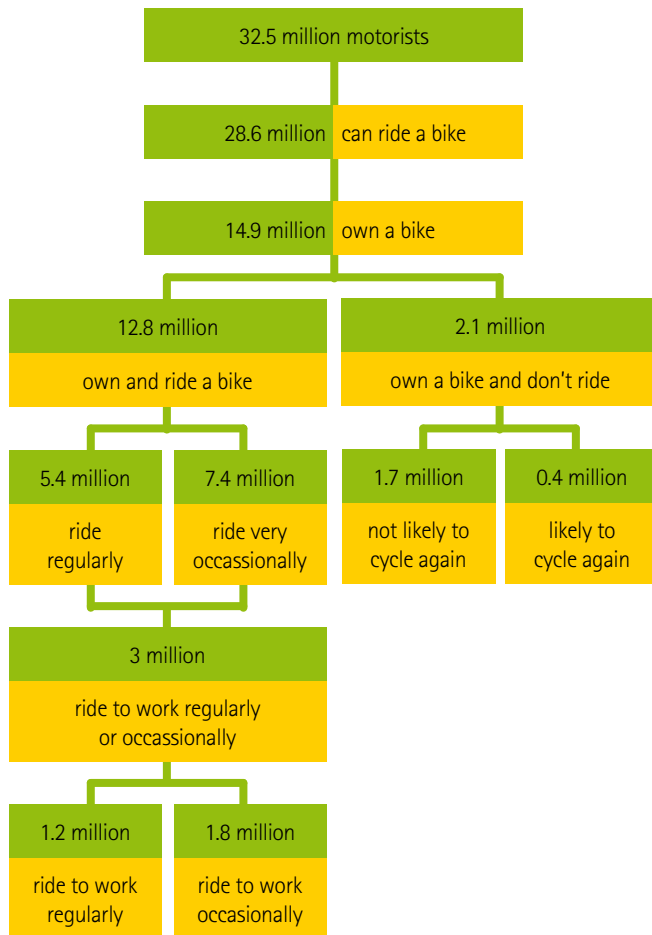 32.5 million motorists
28.6 million can ride a bike
14.9 million own a bike
12.8 million
own and ride a bike
2.1 million
own a bike and don't ride
5.4 million
ride
regularly
7.4 million
ride very
occassionally
1.7 million
not likely to
cycle again
0.4 million
likely to
cycle again
3 million
ride to work regularly
or occassionally
1.2 million
ride to work
regularly
1.8 million
ride to work
occasionally